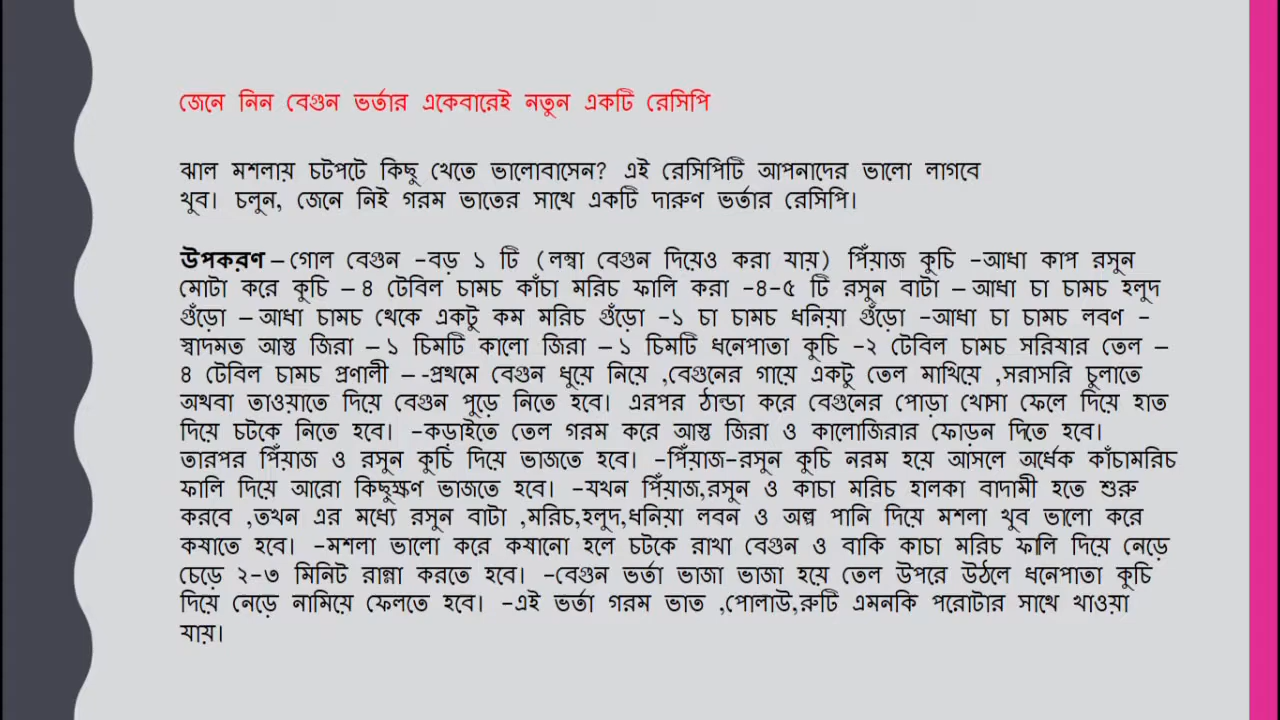 জেনে নিন বেগুন ভর্তার একেবারেই নতুন একটি রেসিপি
ঝাল মশলায় চটপটে কিছু খেতে ভালোবাসেন? এই রেসিপিটি আপনাদের ভালো লাগবে
খুব। চলুন, জেনে নিই গরম ভাতের সাথে একটি দারুণ ভর্তার রেসিপি।
উপকরণ – গোল বেগুন -বড় ১ টি (লম্বা বেগুন দিয়েও করা যায়) পিঁয়াজ কুচি -আধা কাপ রসুন
মোটা করে কুচি – ৪ টেবিল চামচ কাঁচা মরিচ ফালি করা -৪-৫ টি রসুন বাটা – আধা চা চামচ হলুদ
গুঁড়ো – আধা চামচ থেকে একটু কম মরিচ গুঁড়ো -১ চা চামচ ধনিয়া গুঁড়ো -আধা চা চামচ লবণ -
স্বাদমত আস্ত জিরা – ১ চিমটি কালো জিরা – ১ চিমটি ধনেপাতা কুচি -২ টেবিল চামচ সরিষার তেল –
৪ টেবিল চামচ প্রণালী – -প্রথমে বেগুন ধুয়ে নিয়ে ,বেগুনের গায়ে একটু তেল মাখিয়ে ,সরাসরি চুলাতে
অথবা তাওয়াতে দিয়ে বেগুন পুড়ে নিতে হবে। এরপর ঠান্ডা করে বেগুনের পোড়া খোসা ফেলে দিয়ে হাত
দিয়ে চটকে নিতে হবে। -কড়াইতে তেল গরম করে আস্ত জিরা ও কালোজিরার ফোড়ন দিতে হবে।
তারপর পিঁয়াজ ও রসুন কুচি দিয়ে ভাজতে হবে। -পিঁয়াজ-রসুন কুচি নরম হয়ে আসলে অর্ধেক কাঁচামরিচ
ফালি দিয়ে আরো কিছুক্ষণ ভাজতে হবে। -যখন পিঁয়াজ,রসুন ও কাচা মরিচ হালকা বাদামী হতে শুরু
করবে ,তখন এর মধ্যে রসুন বাটা ,মরিচ,হলুদ,ধনিয়া লবন ও অল্প পানি দিয়ে মশলা খুব ভালো করে
কষাতে হবে। -মশলা ভালো করে কষানো হলে চটকে রাখা বেগুন ও বাকি কাচা মরিচ ফালি দিয়ে নেড়ে
চেড়ে ২-৩ মিনিট রান্না করতে হবে। -বেগুন ভর্তা ভাজা ভাজা হয়ে তেল উপরে উঠলে ধনেপাতা কুচি
দিয়ে নেড়ে নামিয়ে ফেলতে হবে। -এই ভর্তা গরম ভাত ,পোলাউ,রুটি এমনকি পরোটার সাথে খাওয়া
যায়।